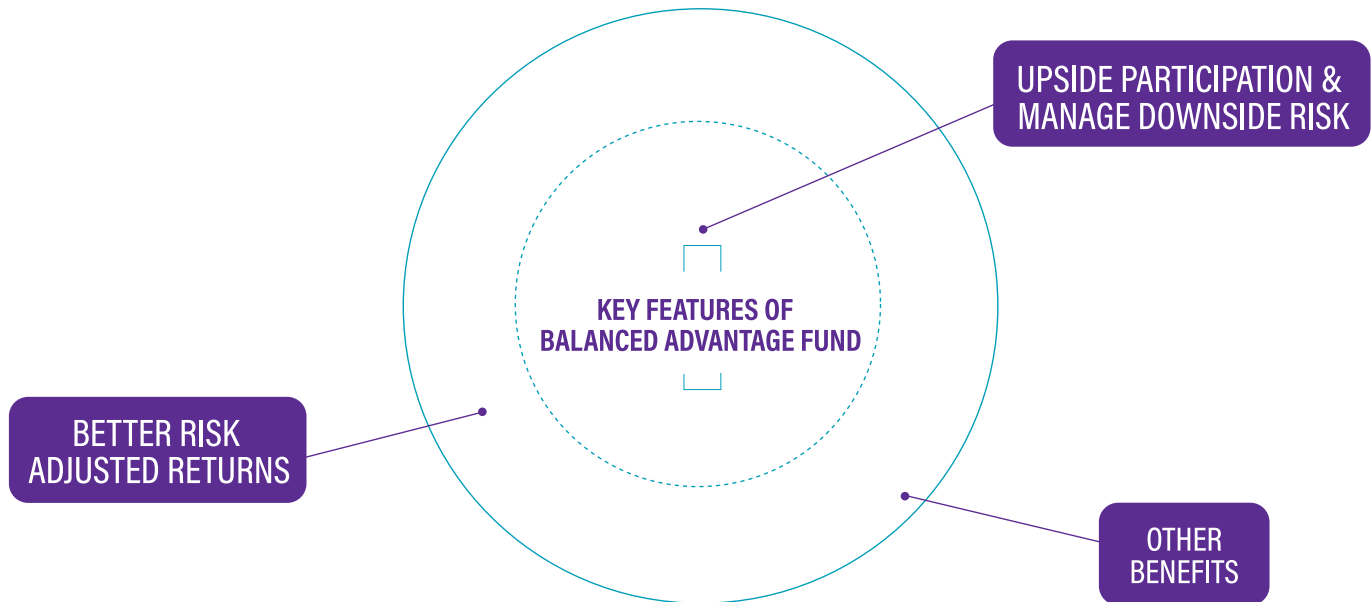 UPSIDE PARTICIPATION &
MANAGE DOWNSIDE RISK
KEY FEATURES OF
BALANCED ADVANTAGE FUND
BETTER RISK
ADJUSTED RETURNS
OTHER
BENEFITS